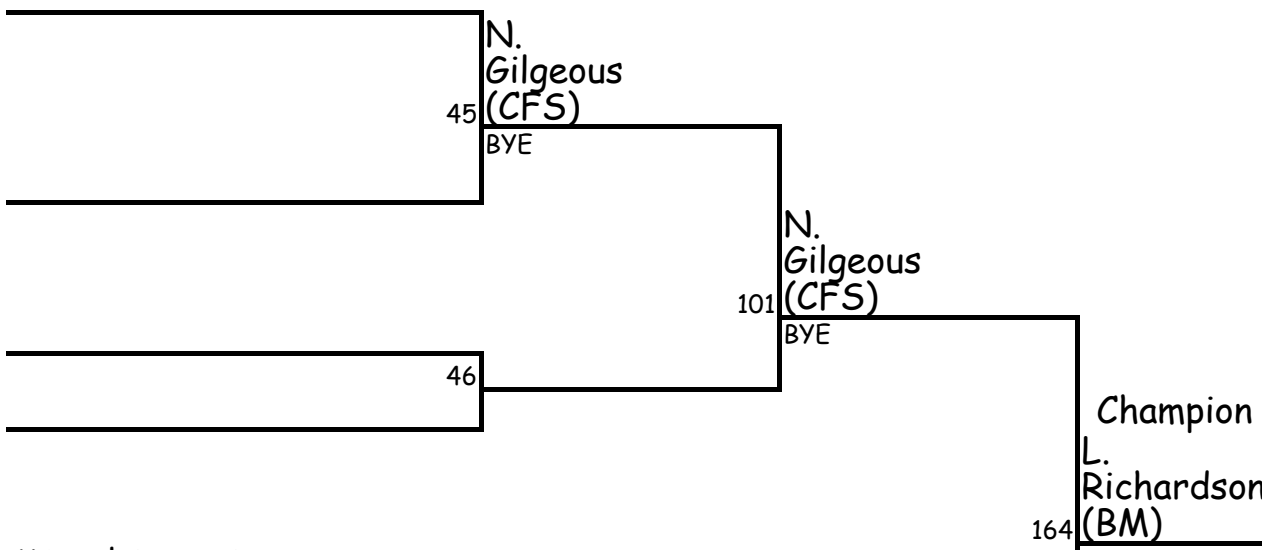 N.
Gilgeous
45 (CFS)
BYE
N.
Gilgeous
101 (CFS)
BYE
46
Champion
L.
Richardson
164 (BM)